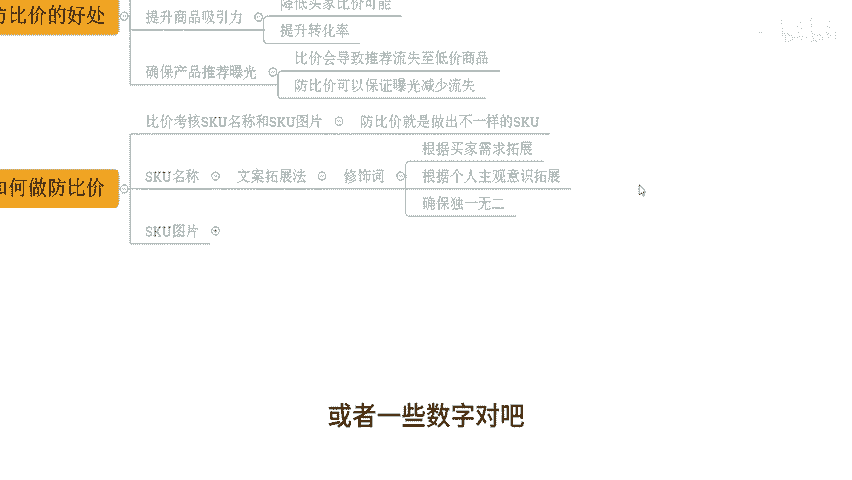 防比价的好处
提升商品吸引力
降低买家比价可能
提升转化率
确保产品推荐曝光
比价会导致推荐流失至低价商品
防比价可以保证曝光减少流失
如何做防比价
比价考核SKU名称和SKU图片
防比价就是做出不一样的SKU
SKU名称
文案拓展法
修饰词
根据买家需求拓展
根据个人主观意识拓展
确保独一无二
SKU图片
或者一些数字对吧